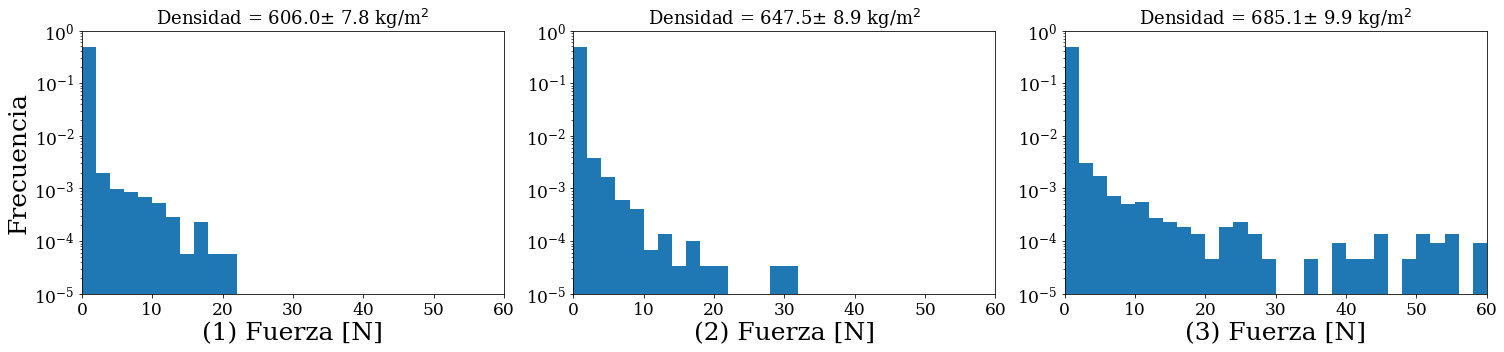 Densidad = 606.0± 7.8 kg/m²
10⁰
10⁻¹
10⁻²
10⁻³
10⁻⁴
10⁻⁵
Frecuencia
0 10 20 30 40 50 60
(1) Fuerza [N]
Densidad = 647.5± 8.9 kg/m²
10⁰
10⁻¹
10⁻²
10⁻³
10⁻⁴
10⁻⁵
0 10 20 30 40 50 60
(2) Fuerza [N]
Densidad = 685.1± 9.9 kg/m²
10⁰
10⁻¹
10⁻²
10⁻³
10⁻⁴
10⁻⁵
0 10 20 30 40 50 60
(3) Fuerza [N]